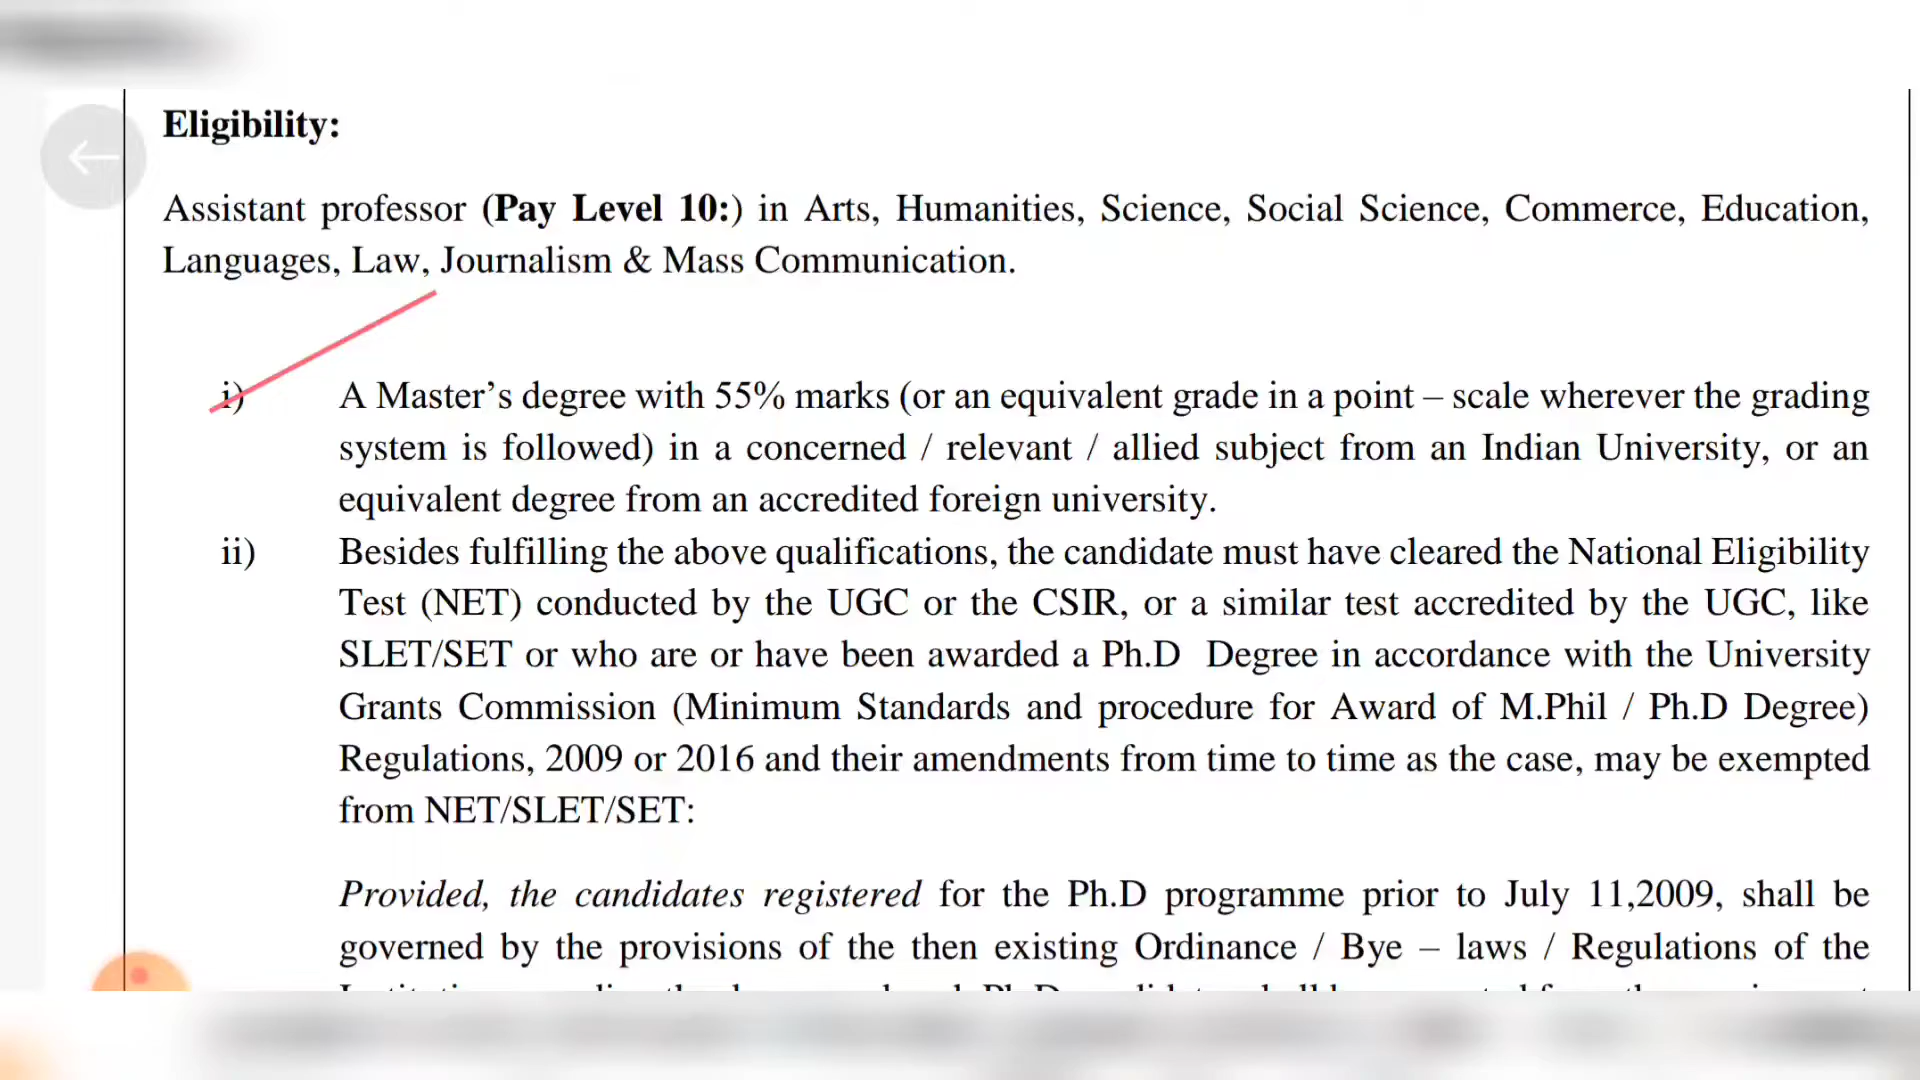 Eligibility:
Assistant professor (Pay Level 10:) in Arts, Humanities, Science, Social Science, Commerce, Education,
Languages, Law, Journalism & Mass Communication.
i) A Master’s degree with 55% marks (or an equivalent grade in a point – scale wherever the grading
system is followed) in a concerned / relevant / allied subject from an Indian University, or an
equivalent degree from an accredited foreign university.
ii) Besides fulfilling the above qualifications, the candidate must have cleared the National Eligibility
Test (NET) conducted by the UGC or the CSIR, or a similar test accredited by the UGC, like
SLET/SET or who are or have been awarded a Ph.D Degree in accordance with the University
Grants Commission (Minimum Standards and procedure for Award of M.Phil / Ph.D Degree)
Regulations, 2009 or 2016 and their amendments from time to time as the case, may be exempted
from NET/SLET/SET:
Provided, the candidates registered for the Ph.D programme prior to July 11,2009, shall be
governed by the provisions of the then existing Ordinance / Bye – laws / Regulations of the